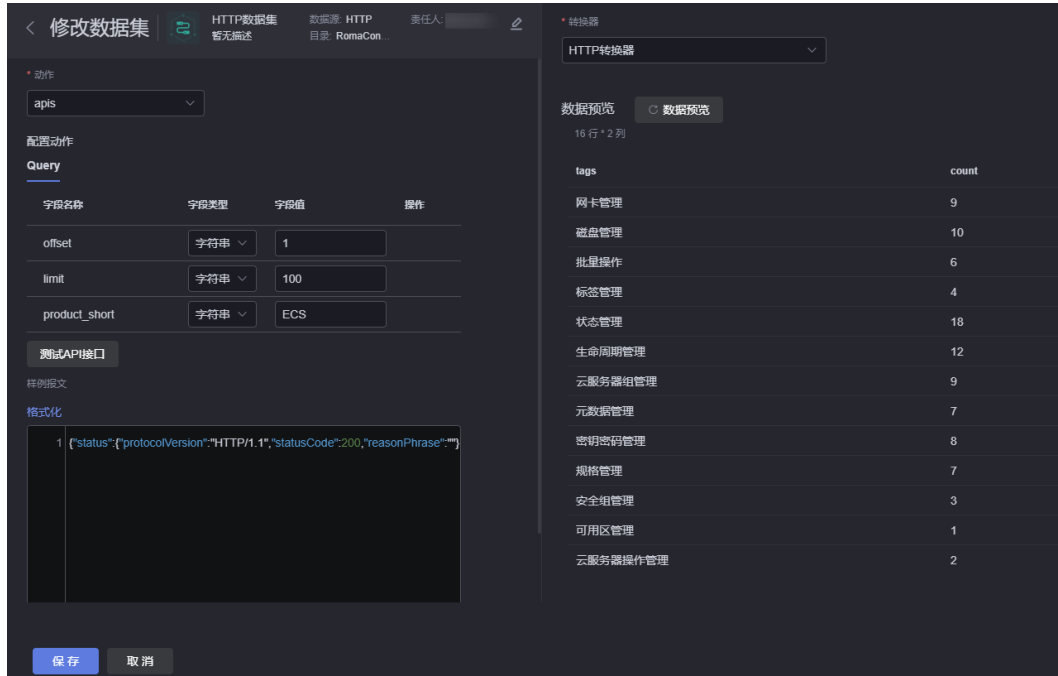 修改数据集
HTTP数据集
暂无描述
数据源: HTTP
目录: RomaCon...
责任人:
* 动作
apis
配置动作
Query
字段名称 字段类型 字段值 操作
offset 字符串 1
limit 字符串 100
product_short 字符串 ECS
测试API接口
样例报文
格式化
1 {"status":{"protocolVersion":"HTTP/1.1","statusCode":200,"reasonPhrase":""}
保存 取消
* 转换器
HTTP转换器
数据预览 数据预览
16 行 * 2 列
tags count
网卡管理 9
磁盘管理 10
批量操作 6
标签管理 4
状态管理 18
生命周期管理 12
云服务器组管理 9
元数据管理 7
密钥密码管理 8
规格管理 7
安全组管理 3
可用区管理 1
云服务器操作管理 2